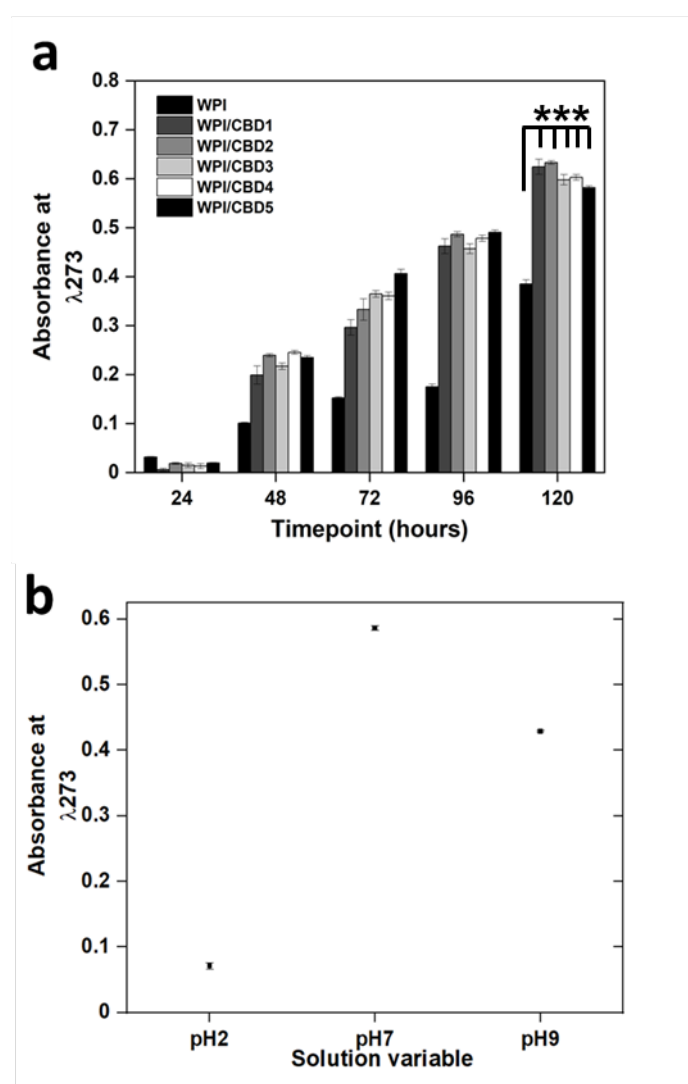 a
0.8
0.7
0.6
0.5
0.4
0.3
0.2
0.1
0
Absorbance at
λ273
WPI
WPI/CBD1
WPI/CBD2
WPI/CBD3
WPI/CBD4
WPI/CBD5
***
24 48 72 96 120
Timepoint (hours)
b
0.6
0.5
0.4
0.3
0.2
0.1
0
Absorbance at
λ273
pH2 pH7 pH9
Solution variable